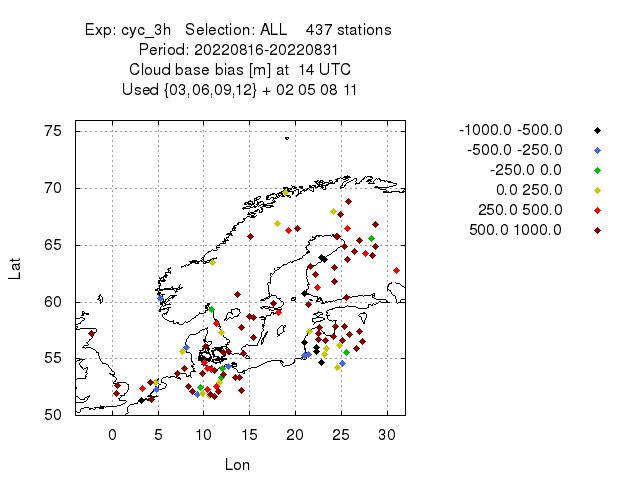 Exp: cyc_3h   Selection: ALL    437 stations
Period: 20220816-20220831
Cloud base bias [m] at  14 UTC
Used {03,06,09,12} + 02 05 08 11
-1000.0 -500.0
-500.0 -250.0
-250.0 0.0
0.0 250.0
250.0 500.0
500.0 1000.0
75
70
65
60
55
50
Lat
0 5 10 15 20 25 30
Lon